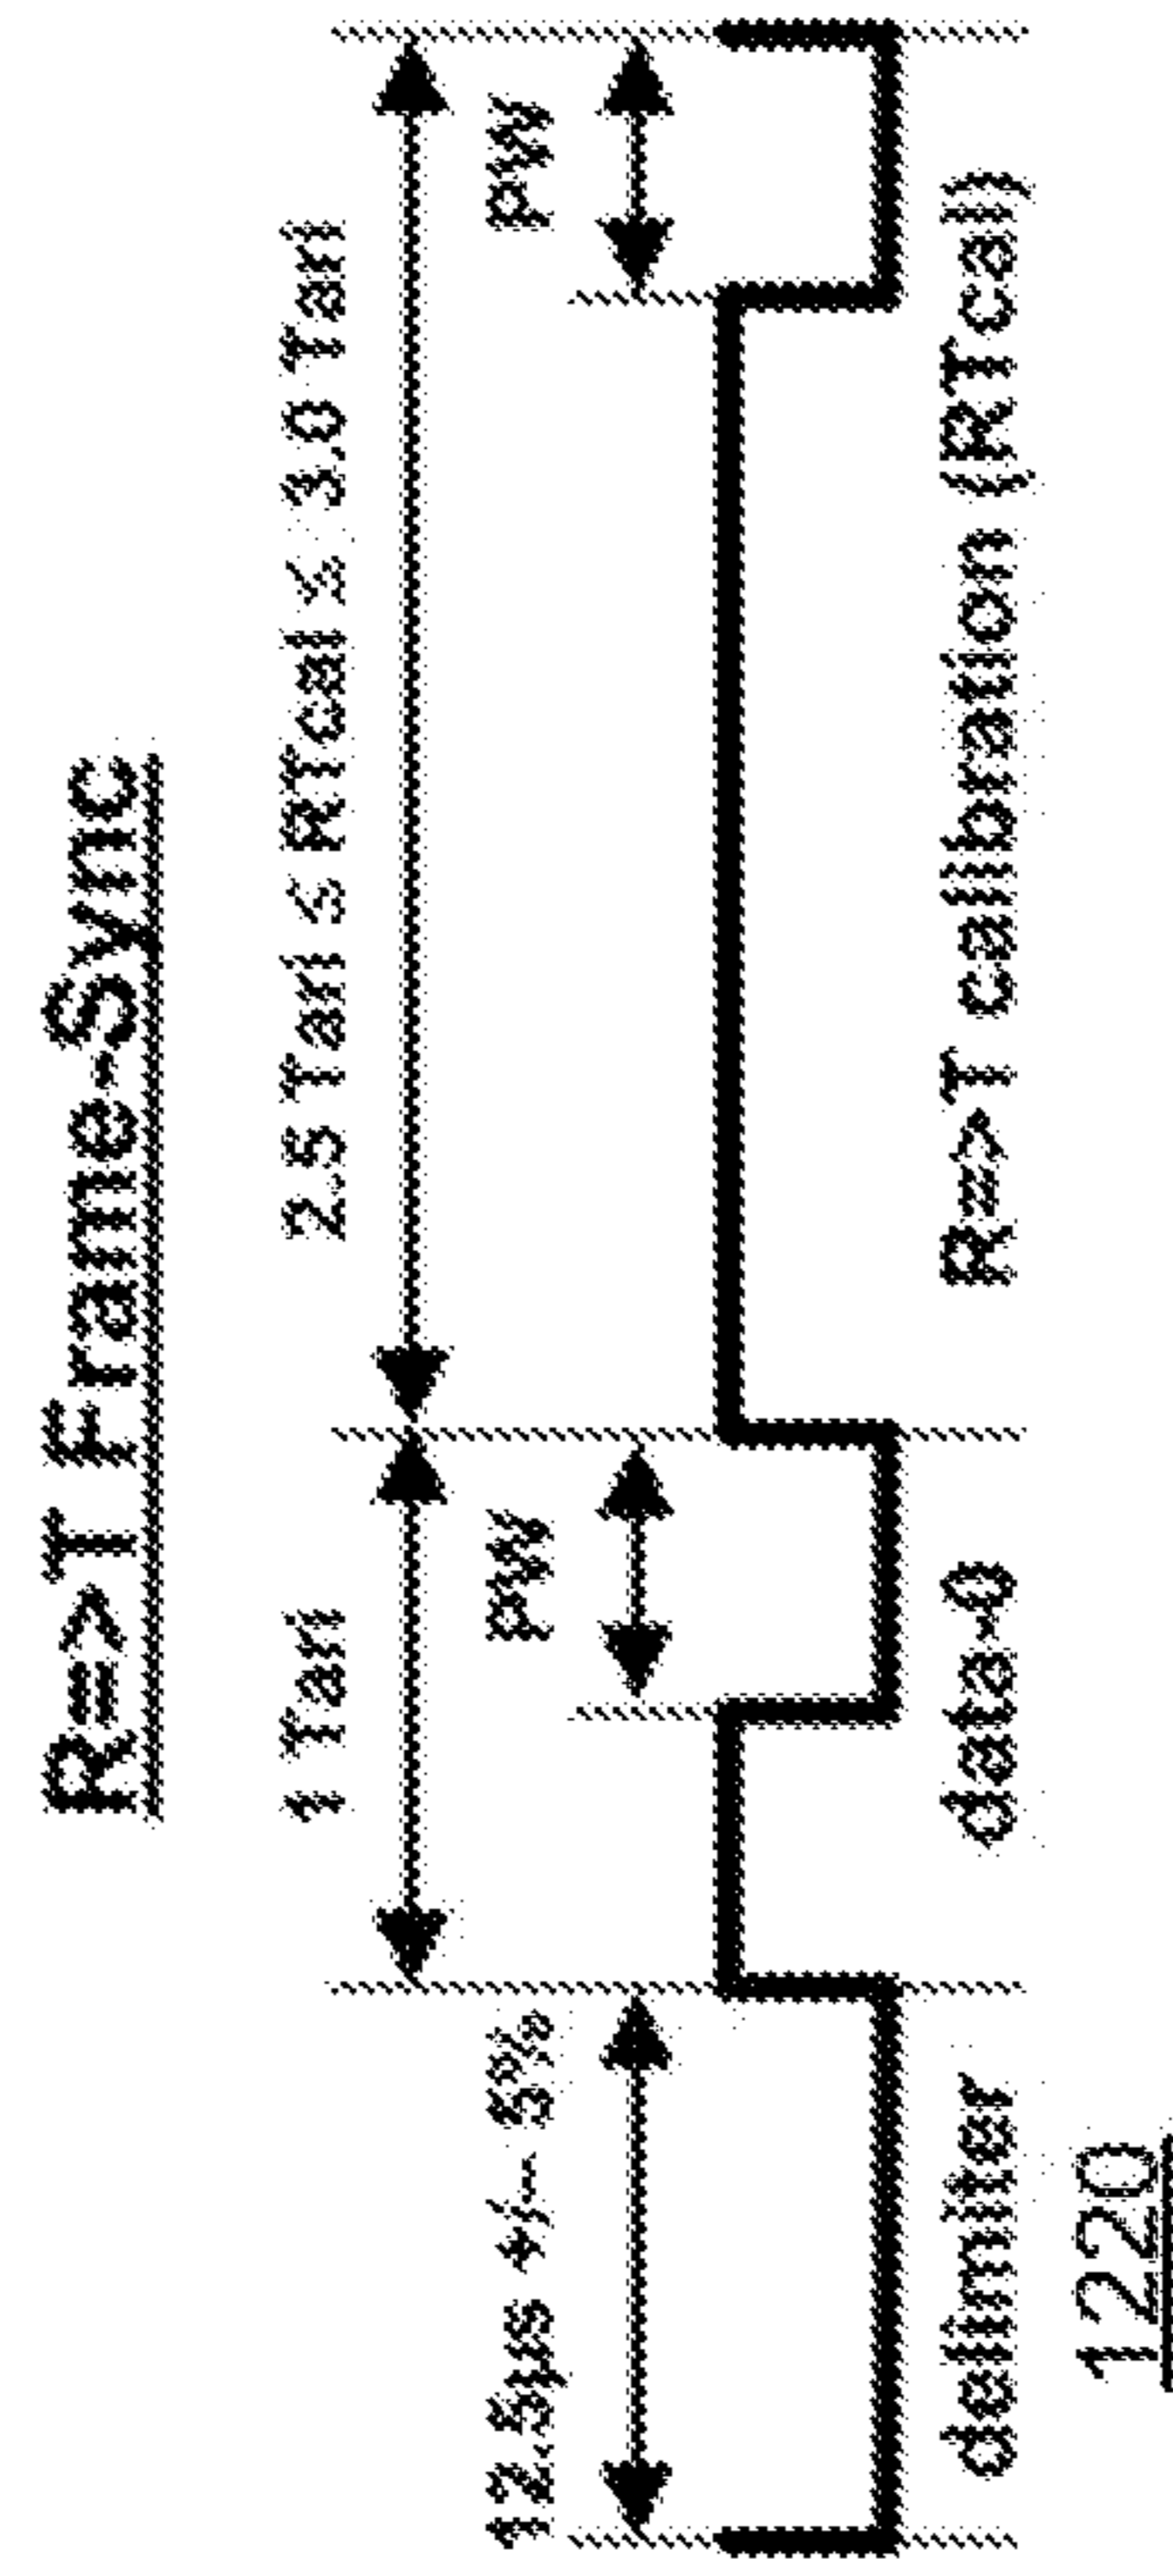 R=>T Frame-Sync
1 Tari
2.5 Tari ≤ RTcal ≤ 3.0 Tari
12.5µs +/- 5%
PW
PW
delimiter
data-0
R=>T calibration (RTcal)
1220